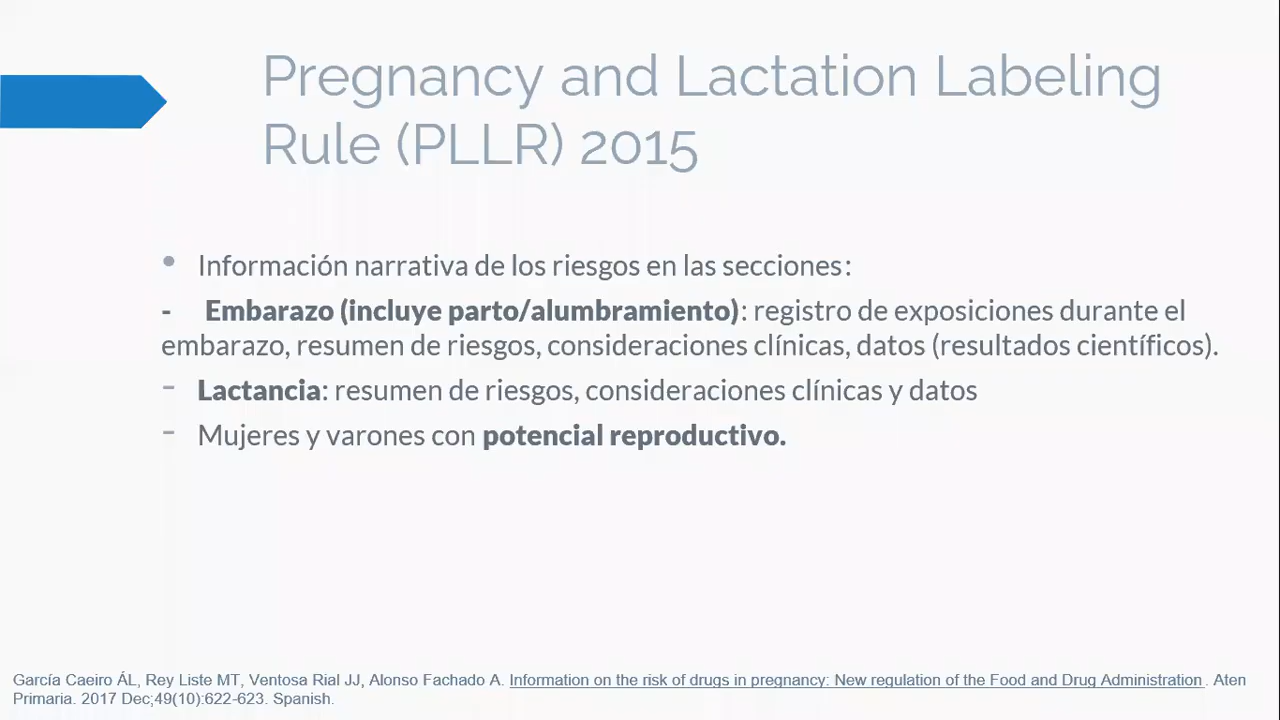 Pregnancy and Lactation Labeling
Rule (PLLR) 2015
• Información narrativa de los riesgos en las secciones:
- Embarazo (incluye parto/alumbramiento): registro de exposiciones durante el
embarazo, resumen de riesgos, consideraciones clínicas, datos (resultados científicos).
- Lactancia: resumen de riesgos, consideraciones clínicas y datos
- Mujeres y varones con potencial reproductivo.
García Caeiro ÁL, Rey Liste MT, Ventosa Rial JJ, Alonso Fachado A. Information on the risk of drugs in pregnancy: New regulation of the Food and Drug Administration . Aten
Primaria. 2017 Dec;49(10):622-623. Spanish.